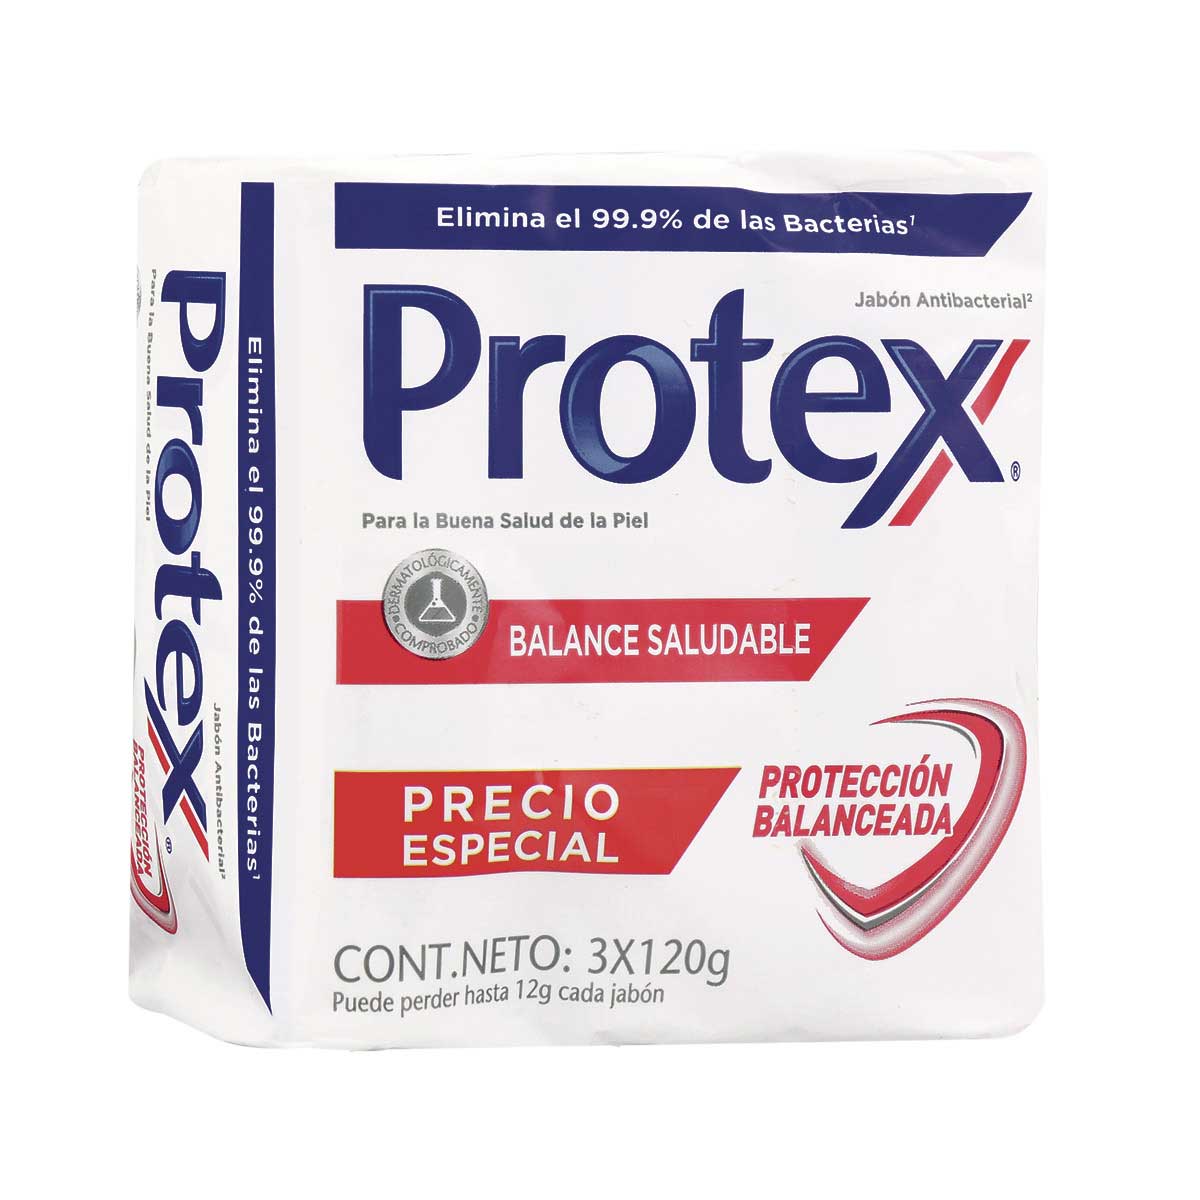 Elimina el 99.9% de las Bacterias¹
Jabón Antibacterial²
Protex®
Para la Buena Salud de la Piel
DERMATOLÓGICAMENTE COMPROBADO
BALANCE SALUDABLE
PRECIO
ESPECIAL
PROTECCIÓN
BALANCEADA
CONT.NETO: 3X120g
Puede perder hasta 12g cada jabón
Elimina el 99.9% de las Bacterias¹
Jabón Antibacterial²
Protex®
Para la Buena Salud de la Piel
PROTECCIÓN
BALANCEADA